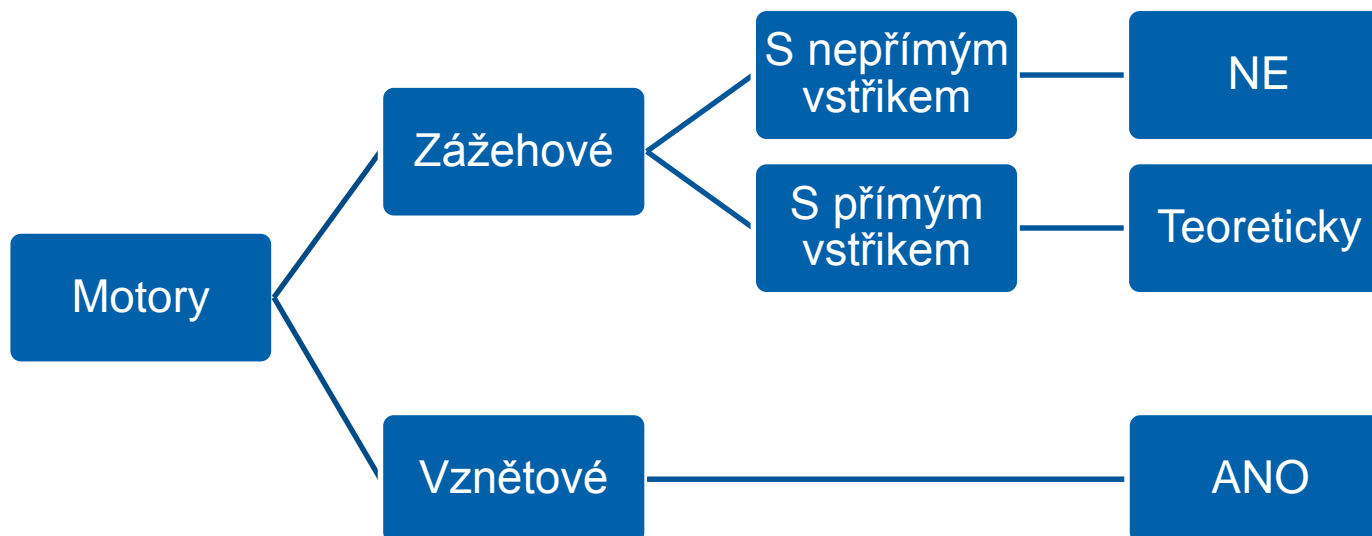 S nepřímým
vstřikem
NE
Zážehové
S přímým
vstřikem
Teoreticky
Motory
Vznětové
ANO